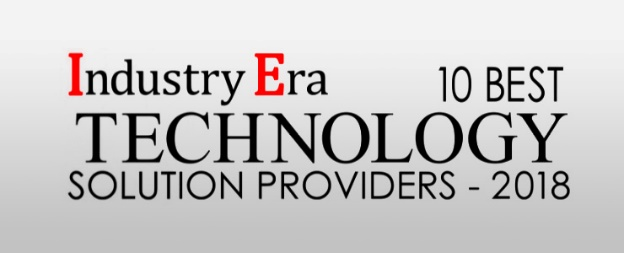 Industry Era 10 BEST
TECHNOLOGY
SOLUTION PROVIDERS - 2018